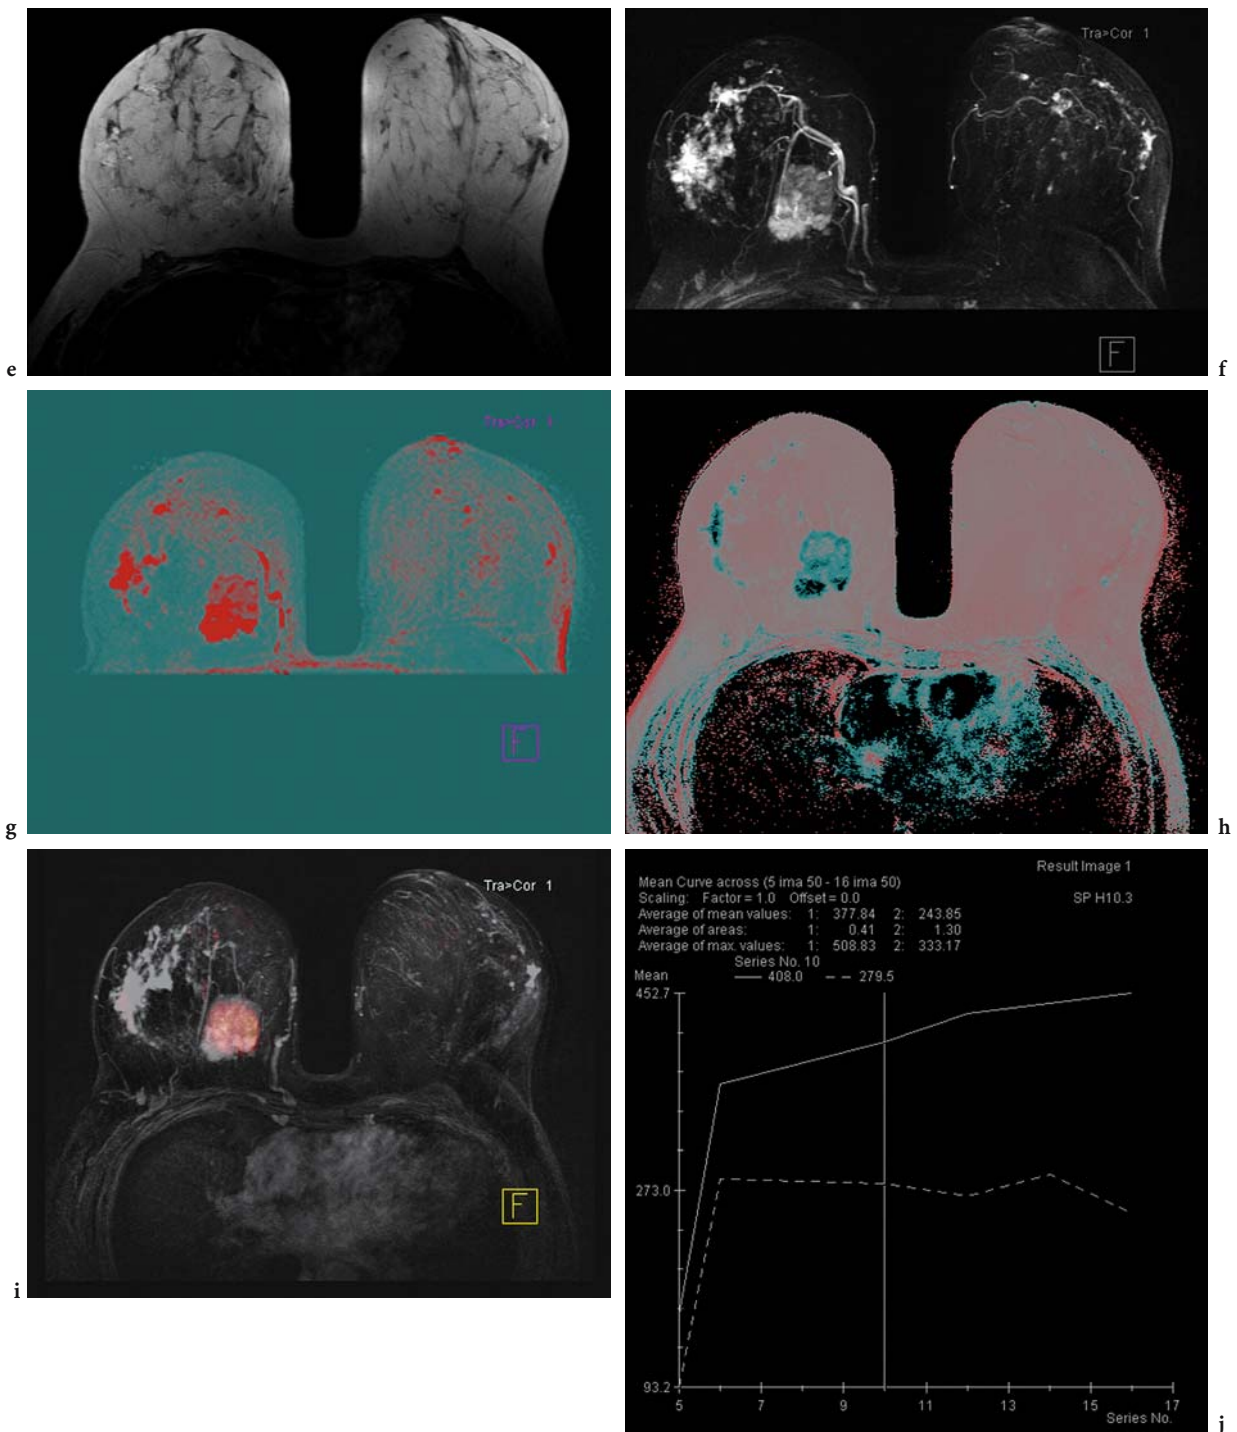 Tra>Cor 1
F
e
f
Tra>Cor 1
F
g
h
Tra>Cor 1
F
i
Result Image 1
Mean Curve across (5 ima 50 - 16 ima 50)
Scaling: Factor = 1.0 Offset = 0.0
SP H10.3
Average of mean values: 1: 377.84 2: 243.85
Average of areas: 1: 0.41 2: 1.30
Average of max. values: 1: 508.83 2: 333.17
Series No. 10
Mean 408.0 279.5
452.7
273.0
93.2
5 7 9 11 13 15 17
Series No.
j